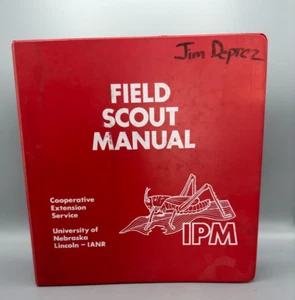 Jim Deprez
FIELD
SCOUT
MANUAL
Cooperative
Extension
Service
University of
Nebraska
Lincoln – IANR
IPM